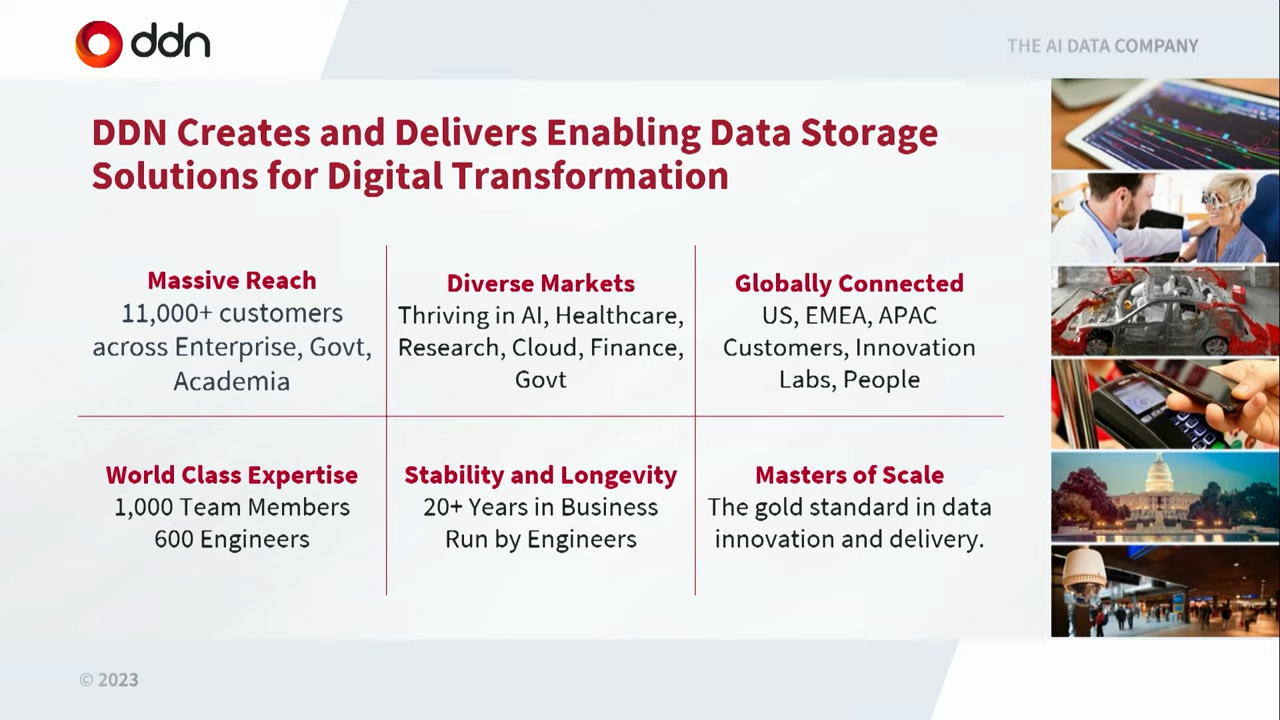 ddn
THE AI DATA COMPANY
DDN Creates and Delivers Enabling Data Storage
Solutions for Digital Transformation
Massive Reach
11,000+ customers
across Enterprise, Govt,
Academia
Diverse Markets
Thriving in AI, Healthcare,
Research, Cloud, Finance,
Govt
Globally Connected
US, EMEA, APAC
Customers, Innovation
Labs, People
World Class Expertise
1,000 Team Members
600 Engineers
Stability and Longevity
20+ Years in Business
Run by Engineers
Masters of Scale
The gold standard in data
innovation and delivery.
© 2023